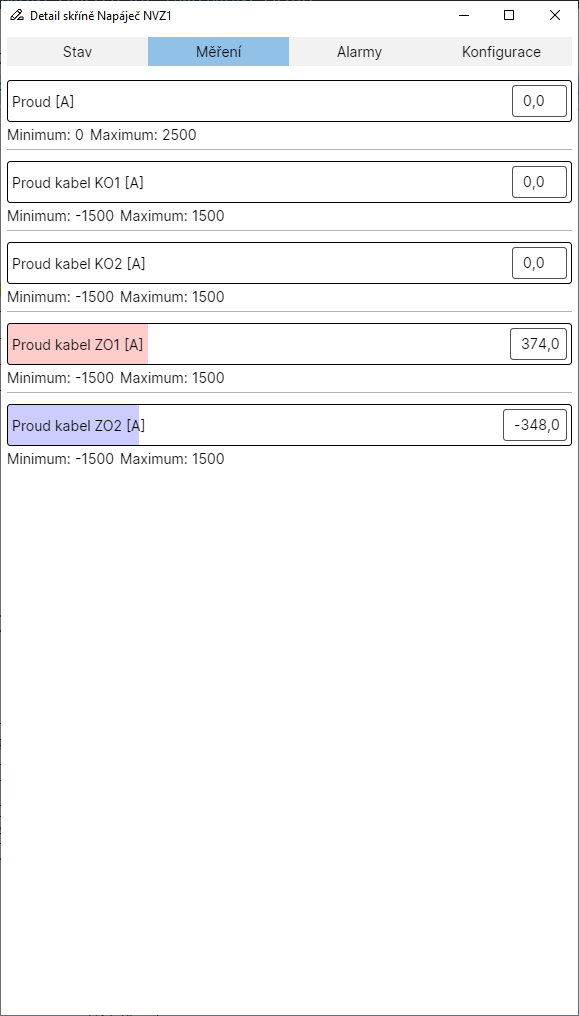 Detail skříně Napáječ NVZ1
Stav Měření Alarmy Konfigurace
Proud [A] 0,0
Minimum: 0 Maximum: 2500
Proud kabel KO1 [A] 0,0
Minimum: -1500 Maximum: 1500
Proud kabel KO2 [A] 0,0
Minimum: -1500 Maximum: 1500
Proud kabel ZO1 [A] 374,0
Minimum: -1500 Maximum: 1500
Proud kabel ZO2 [A] -348,0
Minimum: -1500 Maximum: 1500